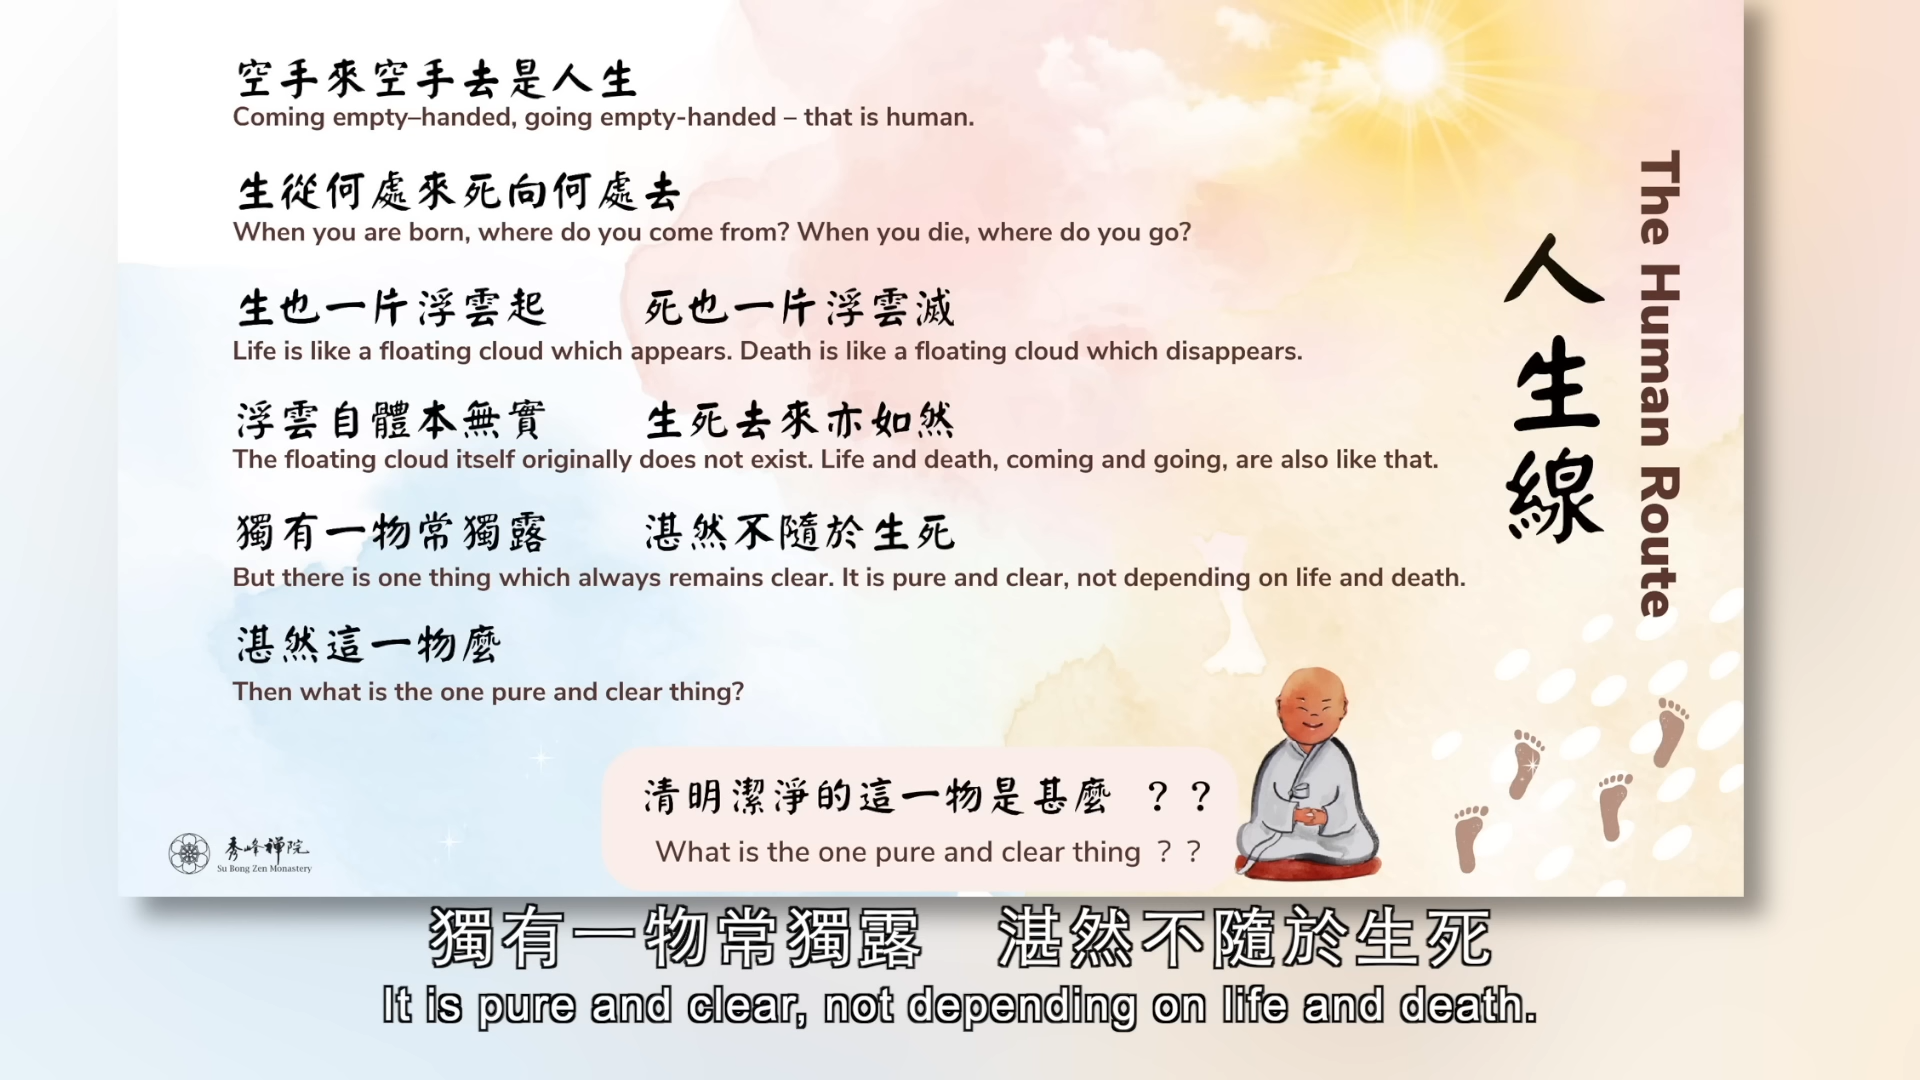 空手來空手去是人生
Coming empty–handed, going empty-handed – that is human.
生從何處來死向何處去
When you are born, where do you come from? When you die, where do you go?
生也一片浮雲起　　死也一片浮雲滅
Life is like a floating cloud which appears. Death is like a floating cloud which disappears.
浮雲自體本無實　　生死去來亦如然
The floating cloud itself originally does not exist. Life and death, coming and going, are also like that.
獨有一物常獨露　　湛然不隨於生死
But there is one thing which always remains clear. It is pure and clear, not depending on life and death.
湛然這一物麼
Then what is the one pure and clear thing?
清明潔淨的這一物是甚麼 ？？
What is the one pure and clear thing ？？
人生線
The Human Route
秀峰禪院
Su Bong Zen Monastery
獨有一物常獨露　湛然不隨於生死
It is pure and clear, not depending on life and death.